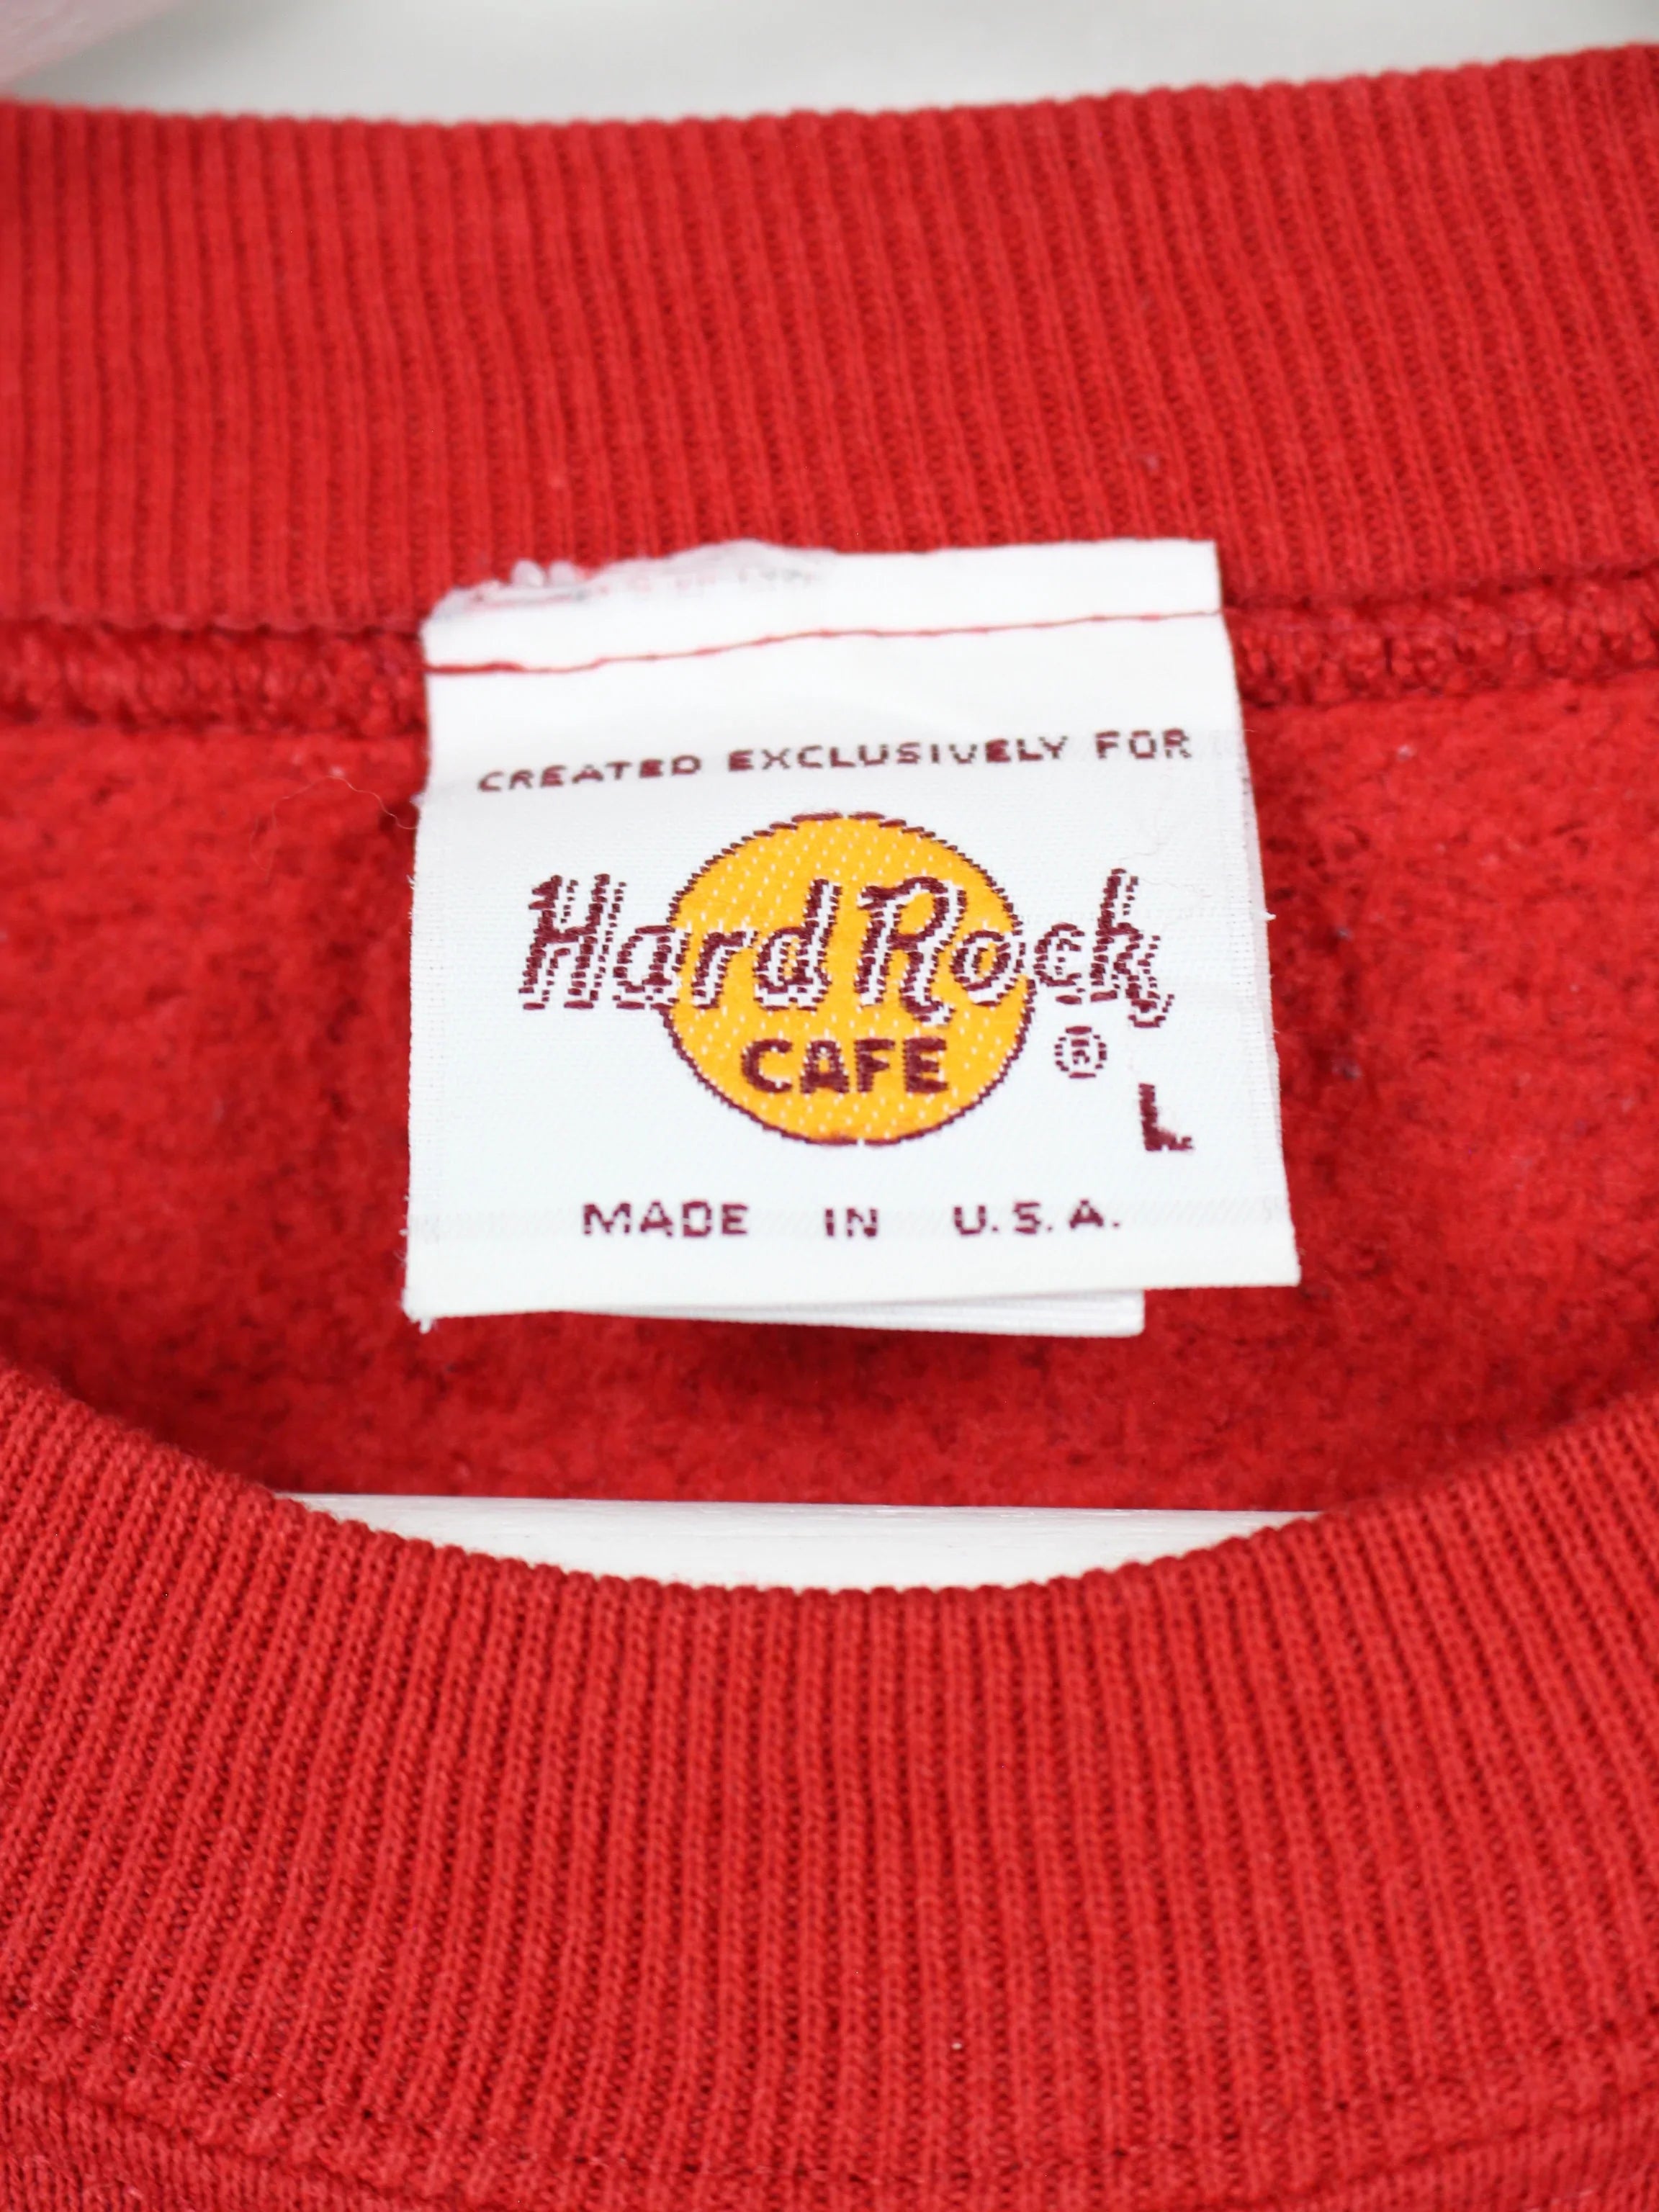 CREATED EXCLUSIVELY FOR
Hard Rock
CAFE
®
L
MADE IN U.S.A.